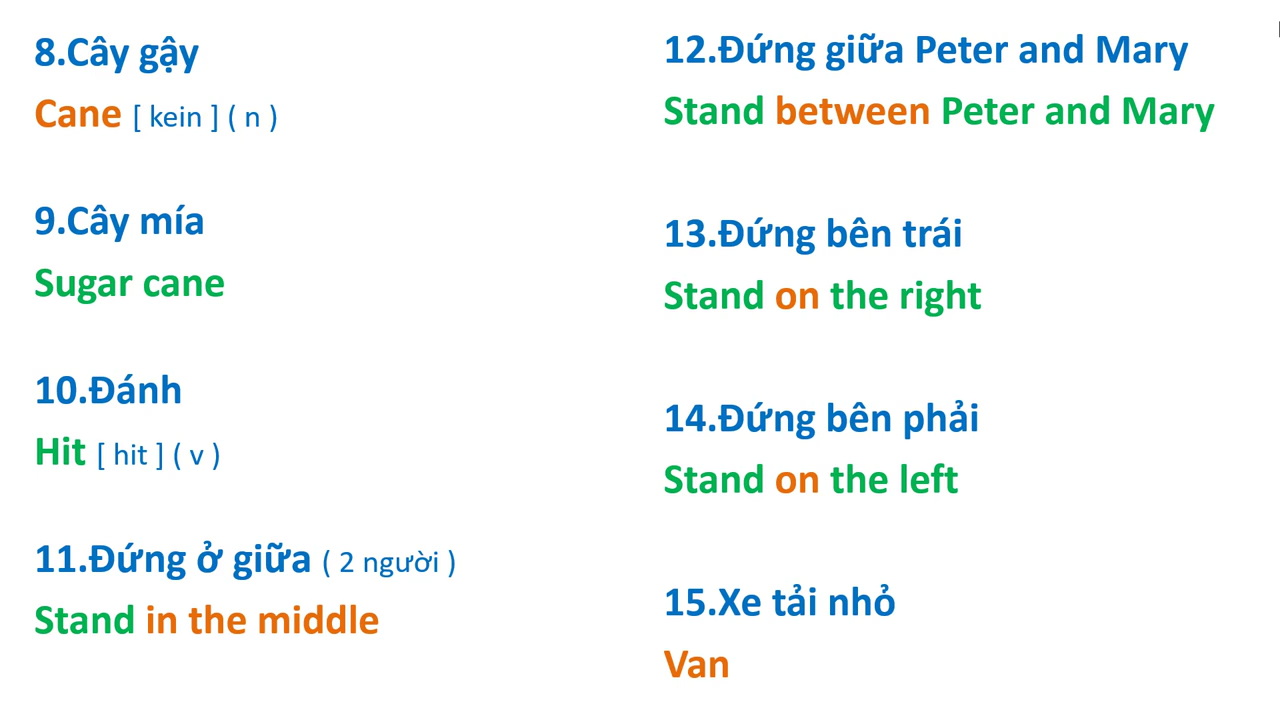 8.Cây gậy
Cane [ kein ] ( n )
9.Cây mía
Sugar cane
10.Đánh
Hit [ hit ] ( v )
11.Đứng ở giữa ( 2 người )
Stand in the middle
12.Đứng giữa Peter and Mary
Stand between Peter and Mary
13.Đứng bên trái
Stand on the right
14.Đứng bên phải
Stand on the left
15.Xe tải nhỏ
Van